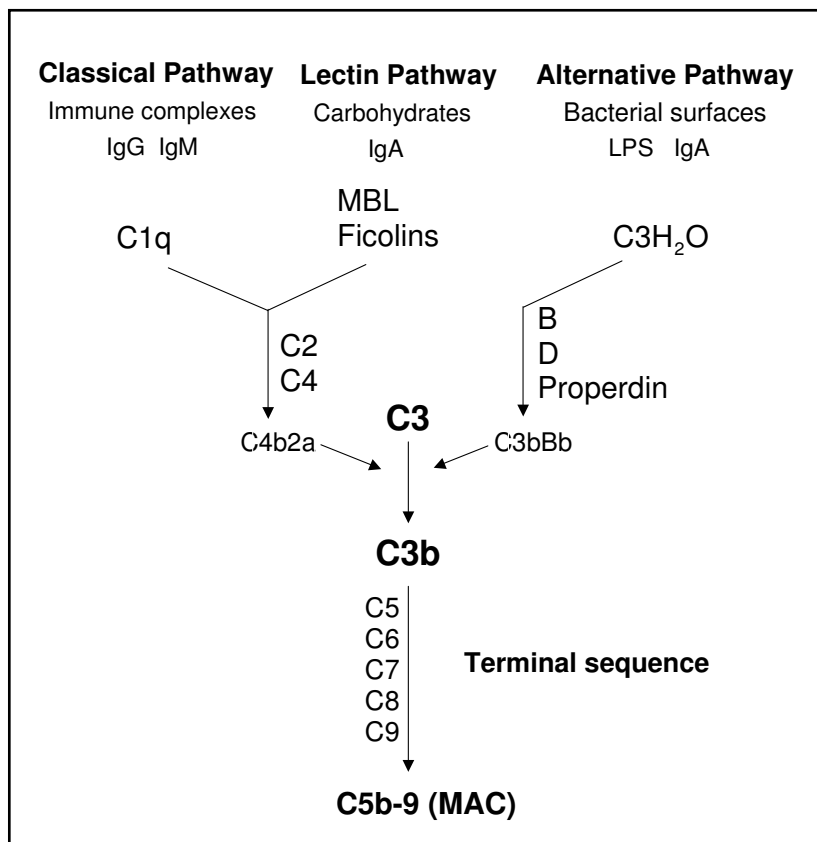 Classical Pathway
Immune complexes
IgG IgM
Lectin Pathway
Carbohydrates
IgA
Alternative Pathway
Bacterial surfaces
LPS IgA
C1q
MBL
Ficolins
C3H₂O
C2
C4
B
D
Properdin
C4b2a
C3
C3bBb
C3b
C5
C6
C7
C8
C9
Terminal sequence
C5b-9 (MAC)